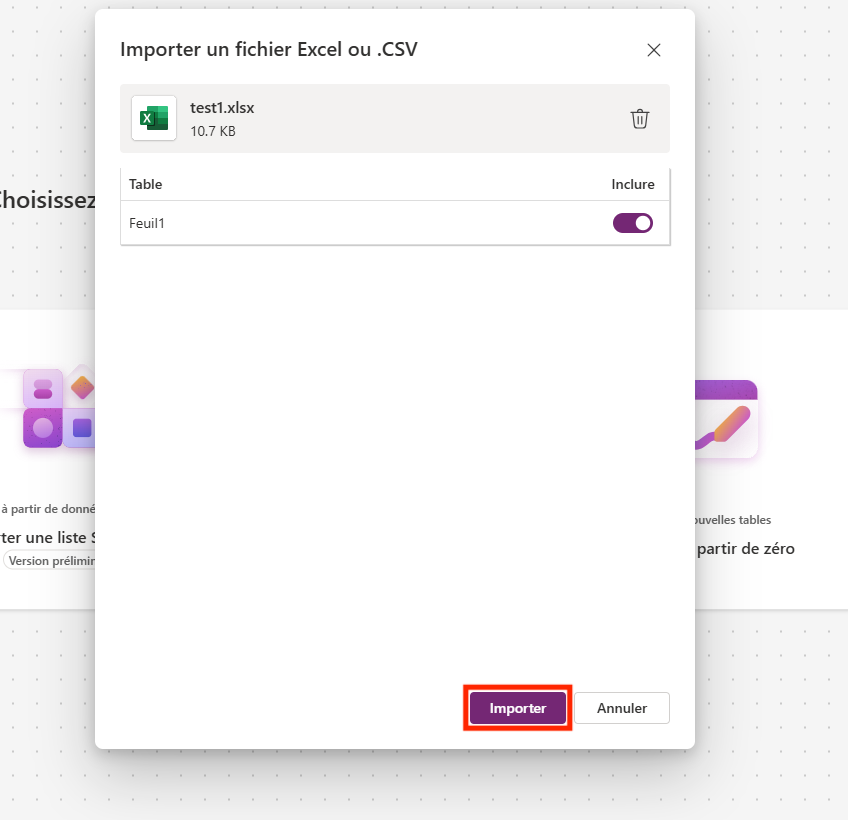 Importer un fichier Excel ou .CSV
test1.xlsx
10.7 KB
Table Inclure
Feuil1
Choisissez
à partir de donné
ter une liste S
Version prélimin
ouvelles tables
partir de zéro
Importer Annuler